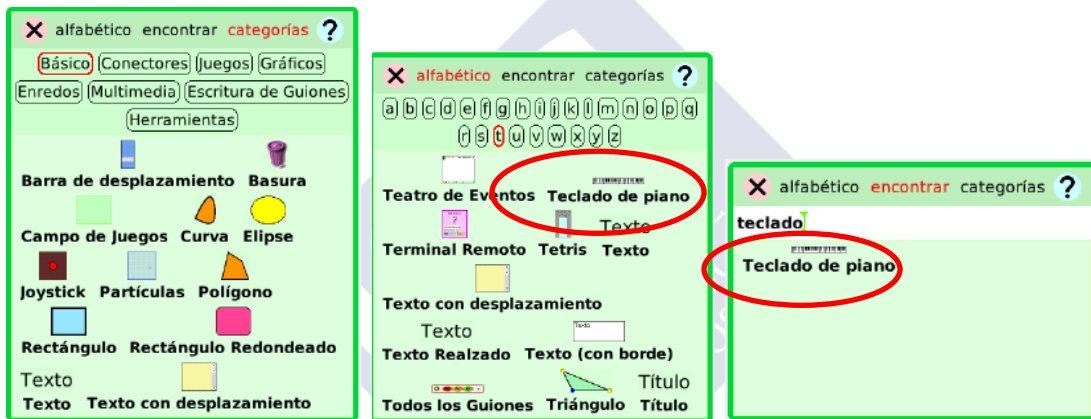 alfabético encontrar categorías ?
Básico Conectores Juegos Gráficos
Enredos Multimedia Escritura de Guiones
Herramientas
Barra de desplazamiento Basura
Campo de Juegos Curva Elipse
Joystick Partículas Polígono
Rectángulo Rectángulo Redondeado
Texto
Texto Texto con desplazamiento
alfabético encontrar categorías ?
a b c d e f g h i j k l m n o p q
r s t u v w x y z
Teatro de Eventos Teclado de piano
Texto
Terminal Remoto Tetris Texto
Texto con desplazamiento
Texto Texto
Texto Realzado Texto (con borde)
Título
Todos los Guiones Triángulo Título
alfabético encontrar categorías ?
teclado
Teclado de piano